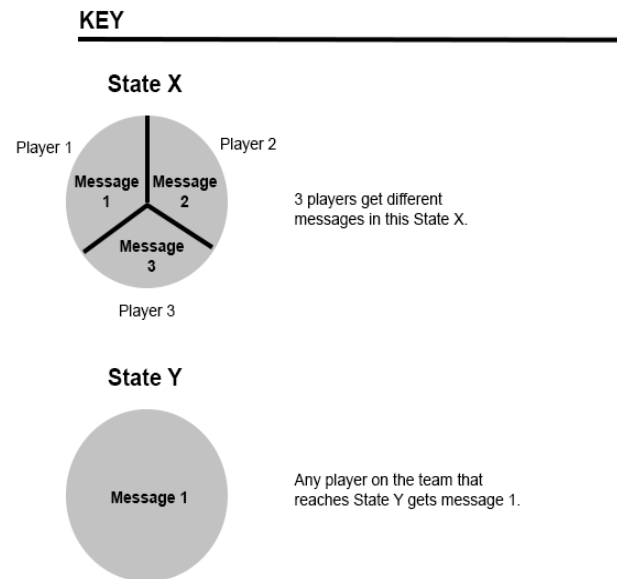 KEY
State X
Player 1
Player 2
Message
1
Message
2
Message
3
Player 3
3 players get different
messages in this State X.
State Y
Message 1
Any player on the team that
reaches State Y gets message 1.